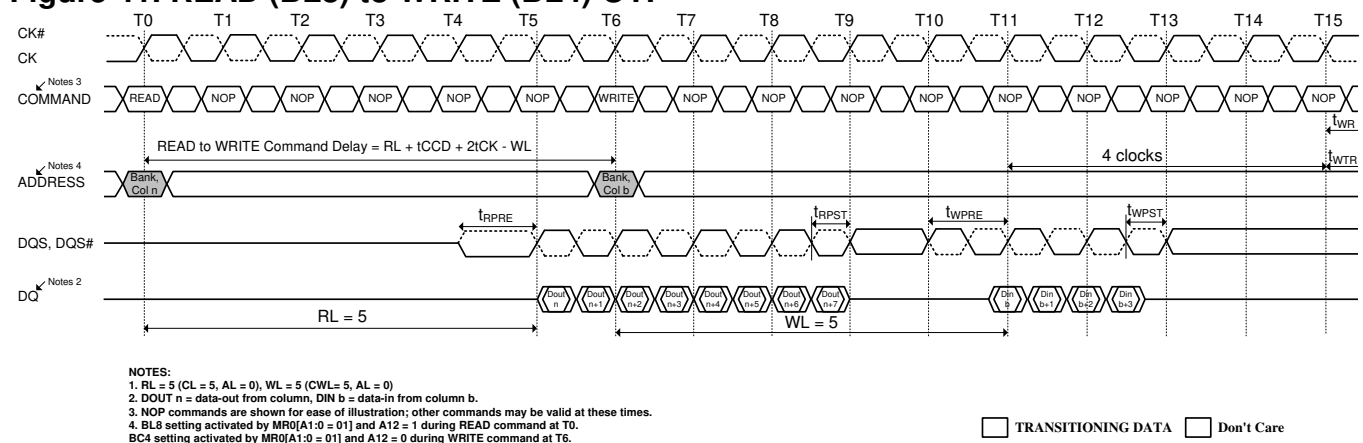 T0 T1 T2 T3 T4 T5 T6 T7 T8 T9 T10 T11 T12 T13 T14 T15
CK#
CK
Notes 3
COMMAND READ NOP NOP NOP NOP NOP WRITE NOP NOP NOP NOP NOP NOP NOP NOP NOP
tWR
READ to WRITE Command Delay = RL + tCCD + 2tCK - WL
4 clocks
tWTR
Notes 4
ADDRESS
Bank, Col n
Bank, Col b
tRPRE tRPST tWPRE tWPST
DQS, DQS#
Notes 2
DQ
Dout n Dout n+1 Dout n+2 Dout n+3 Dout n+4 Dout n+5 Dout n+6 Dout n+7 Din b Din b+1 Din b+2 Din b+3
RL = 5
WL = 5
NOTES:
1. RL = 5 (CL = 5, AL = 0), WL = 5 (CWL= 5, AL = 0)
2. DOUT n = data-out from column, DIN b = data-in from column b.
3. NOP commands are shown for ease of illustration; other commands may be valid at these times.
4. BL8 setting activated by MR0[A1:0 = 01] and A12 = 1 during READ command at T0.
BC4 setting activated by MR0[A1:0 = 01] and A12 = 0 during WRITE command at T6.
TRANSITIONING DATA Don't Care